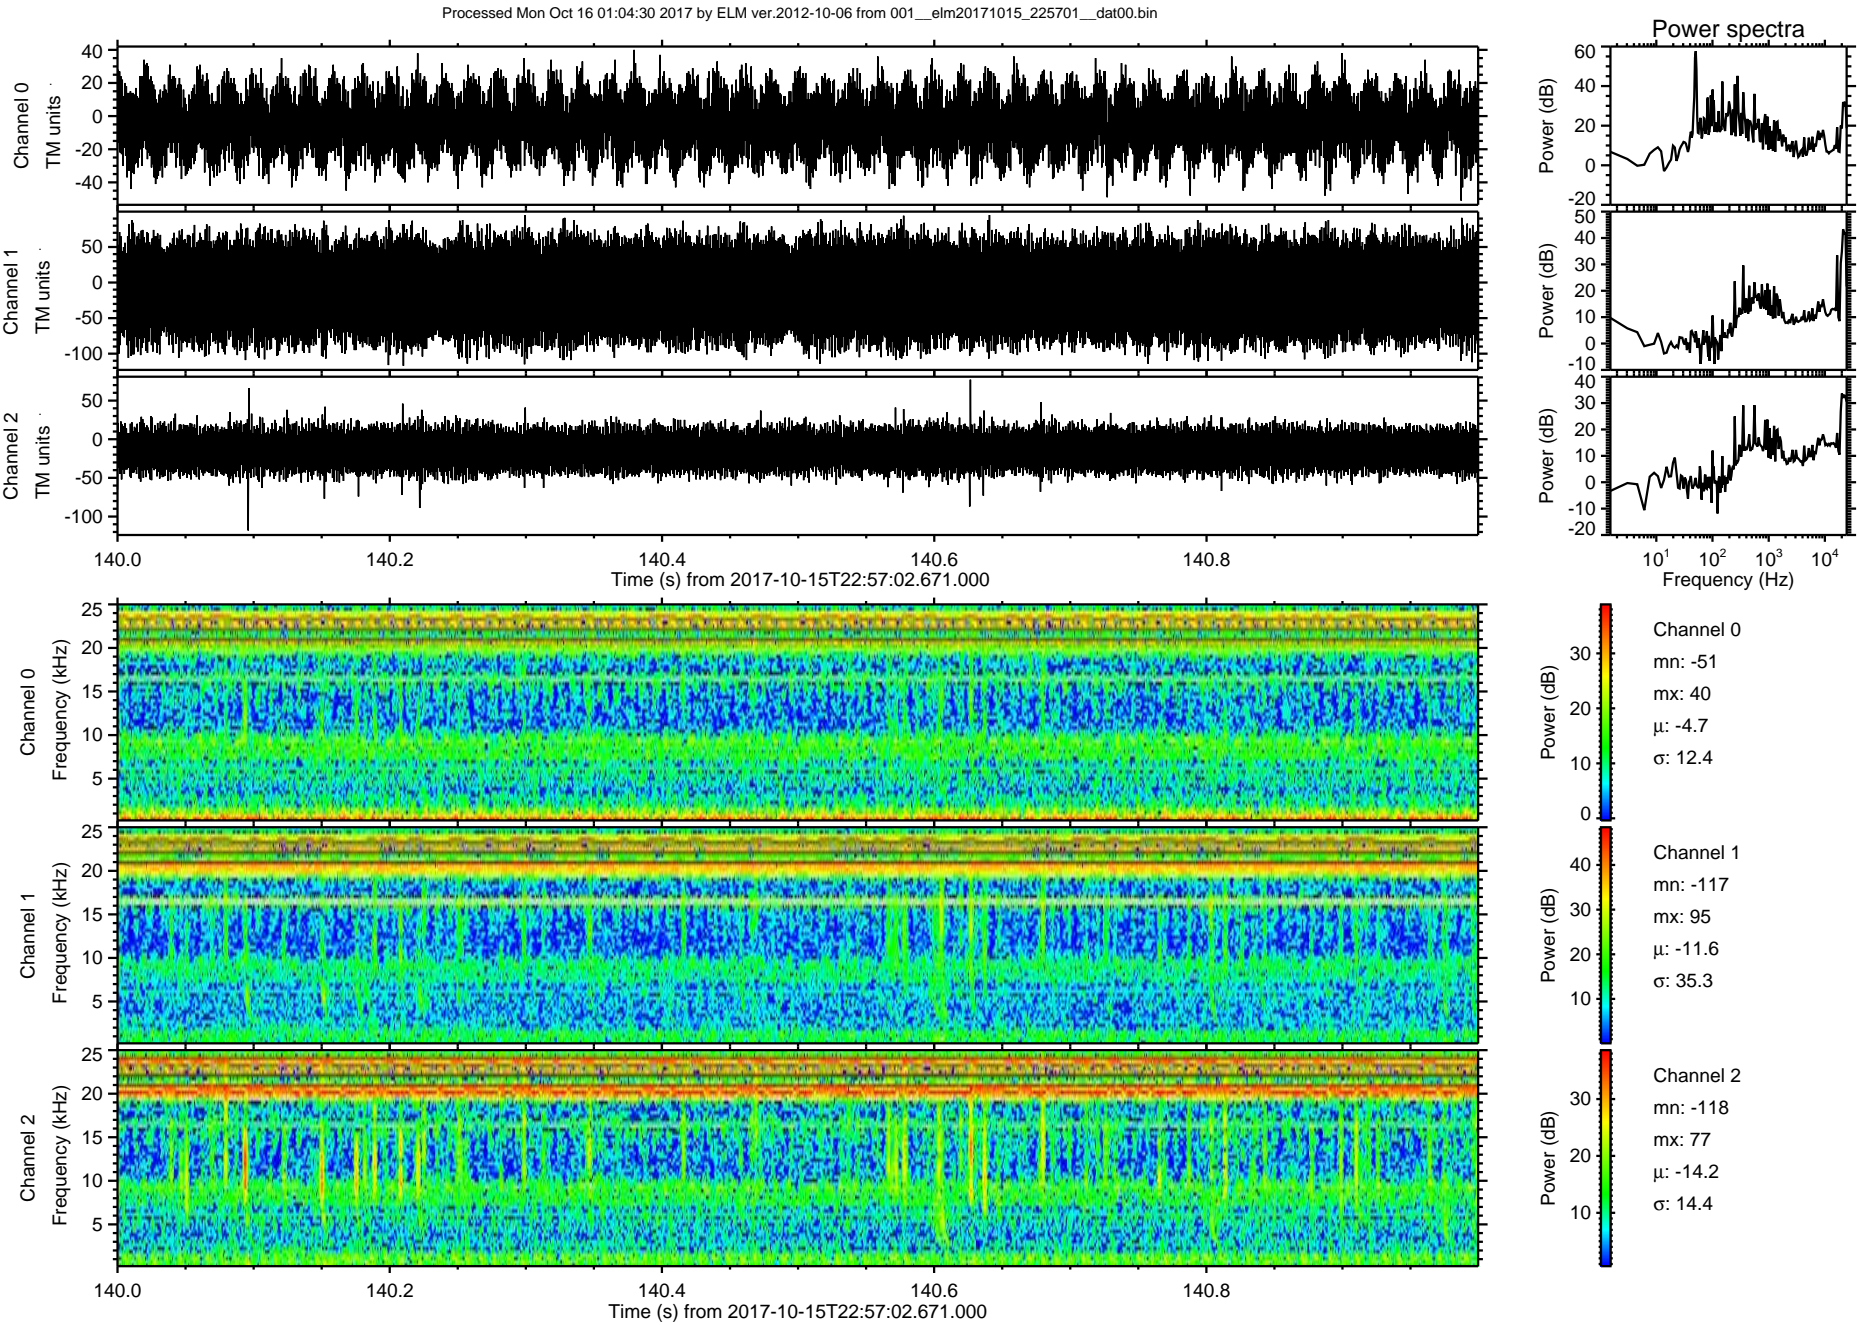 Processed Mon Oct 16 01:04:30 2017 by ELM ver.2012-10-06 from 001__elm20171015_225701__dat00.bin
Power spectra
Channel 0
TM units
40
20
0
-20
-40
Power (dB)
60
40
20
0
-20
Channel 1
TM units
50
0
-50
-100
Power (dB)
50
40
30
20
10
0
-10
Channel 2
TM units
50
0
-50
-100
Power (dB)
40
30
20
10
0
-10
-20
140.0 140.2 140.4 140.6 140.8
Time (s) from 2017-10-15T22:57:02.671.000
10^1 10^2 10^3 10^4
Frequency (Hz)
Channel 0
Frequency (kHz)
25
20
15
10
5
Power (dB)
30
20
10
0
Channel 0
mn: -51
mx: 40
μ: -4.7
σ: 12.4
Channel 1
Frequency (kHz)
25
20
15
10
5
Power (dB)
40
30
20
10
Channel 1
mn: -117
mx: 95
μ: -11.6
σ: 35.3
Channel 2
Frequency (kHz)
25
20
15
10
5
Power (dB)
30
20
10
Channel 2
mn: -118
mx: 77
μ: -14.2
σ: 14.4
140.0 140.2 140.4 140.6 140.8
Time (s) from 2017-10-15T22:57:02.671.000